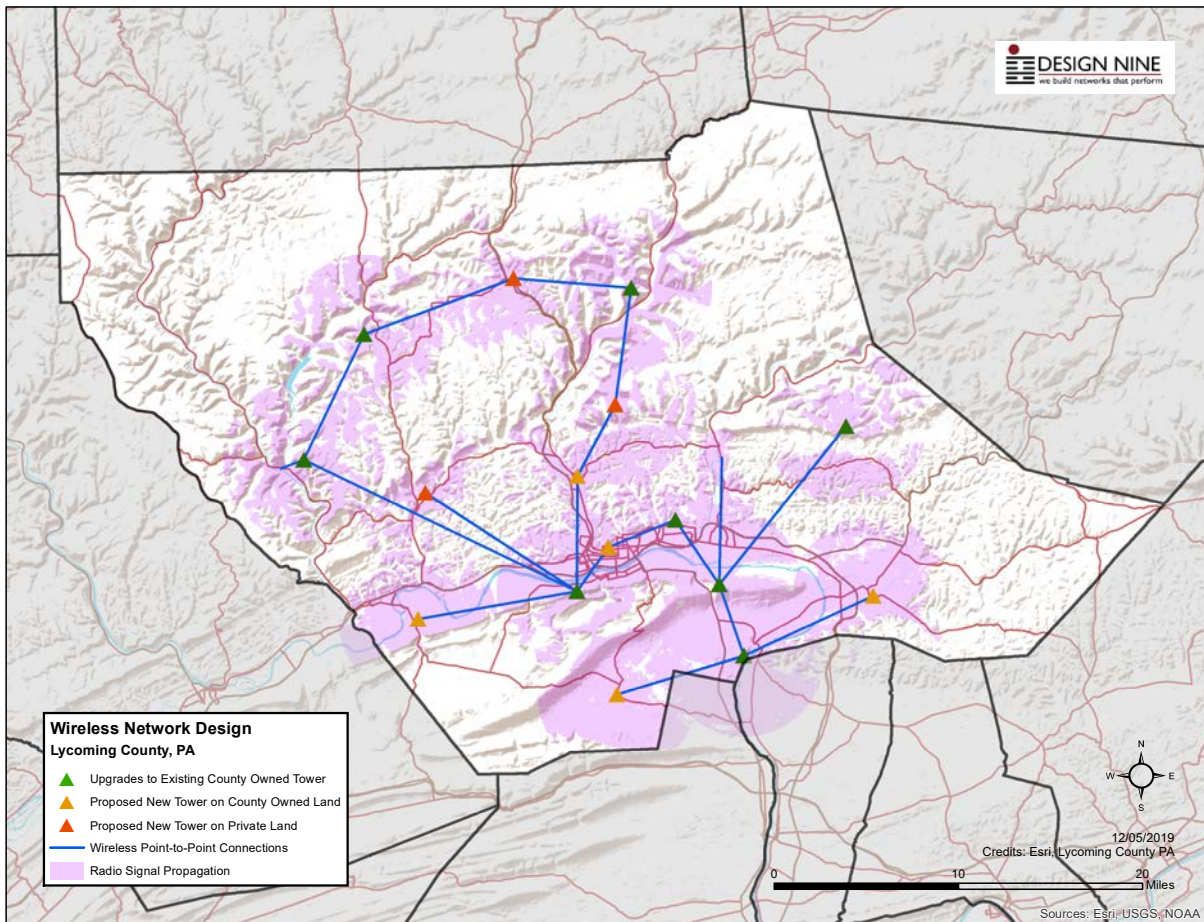 DESIGN NINE
we build networks that perform
Wireless Network Design
Lycoming County, PA
Upgrades to Existing County Owned Tower
Proposed New Tower on County Owned Land
Proposed New Tower on Private Land
Wireless Point-to-Point Connections
Radio Signal Propagation
N
W E
S
12/05/2019
Credits: Esri, Lycoming County PA
0 10 20
Miles
Sources: Esri, USGS, NOAA